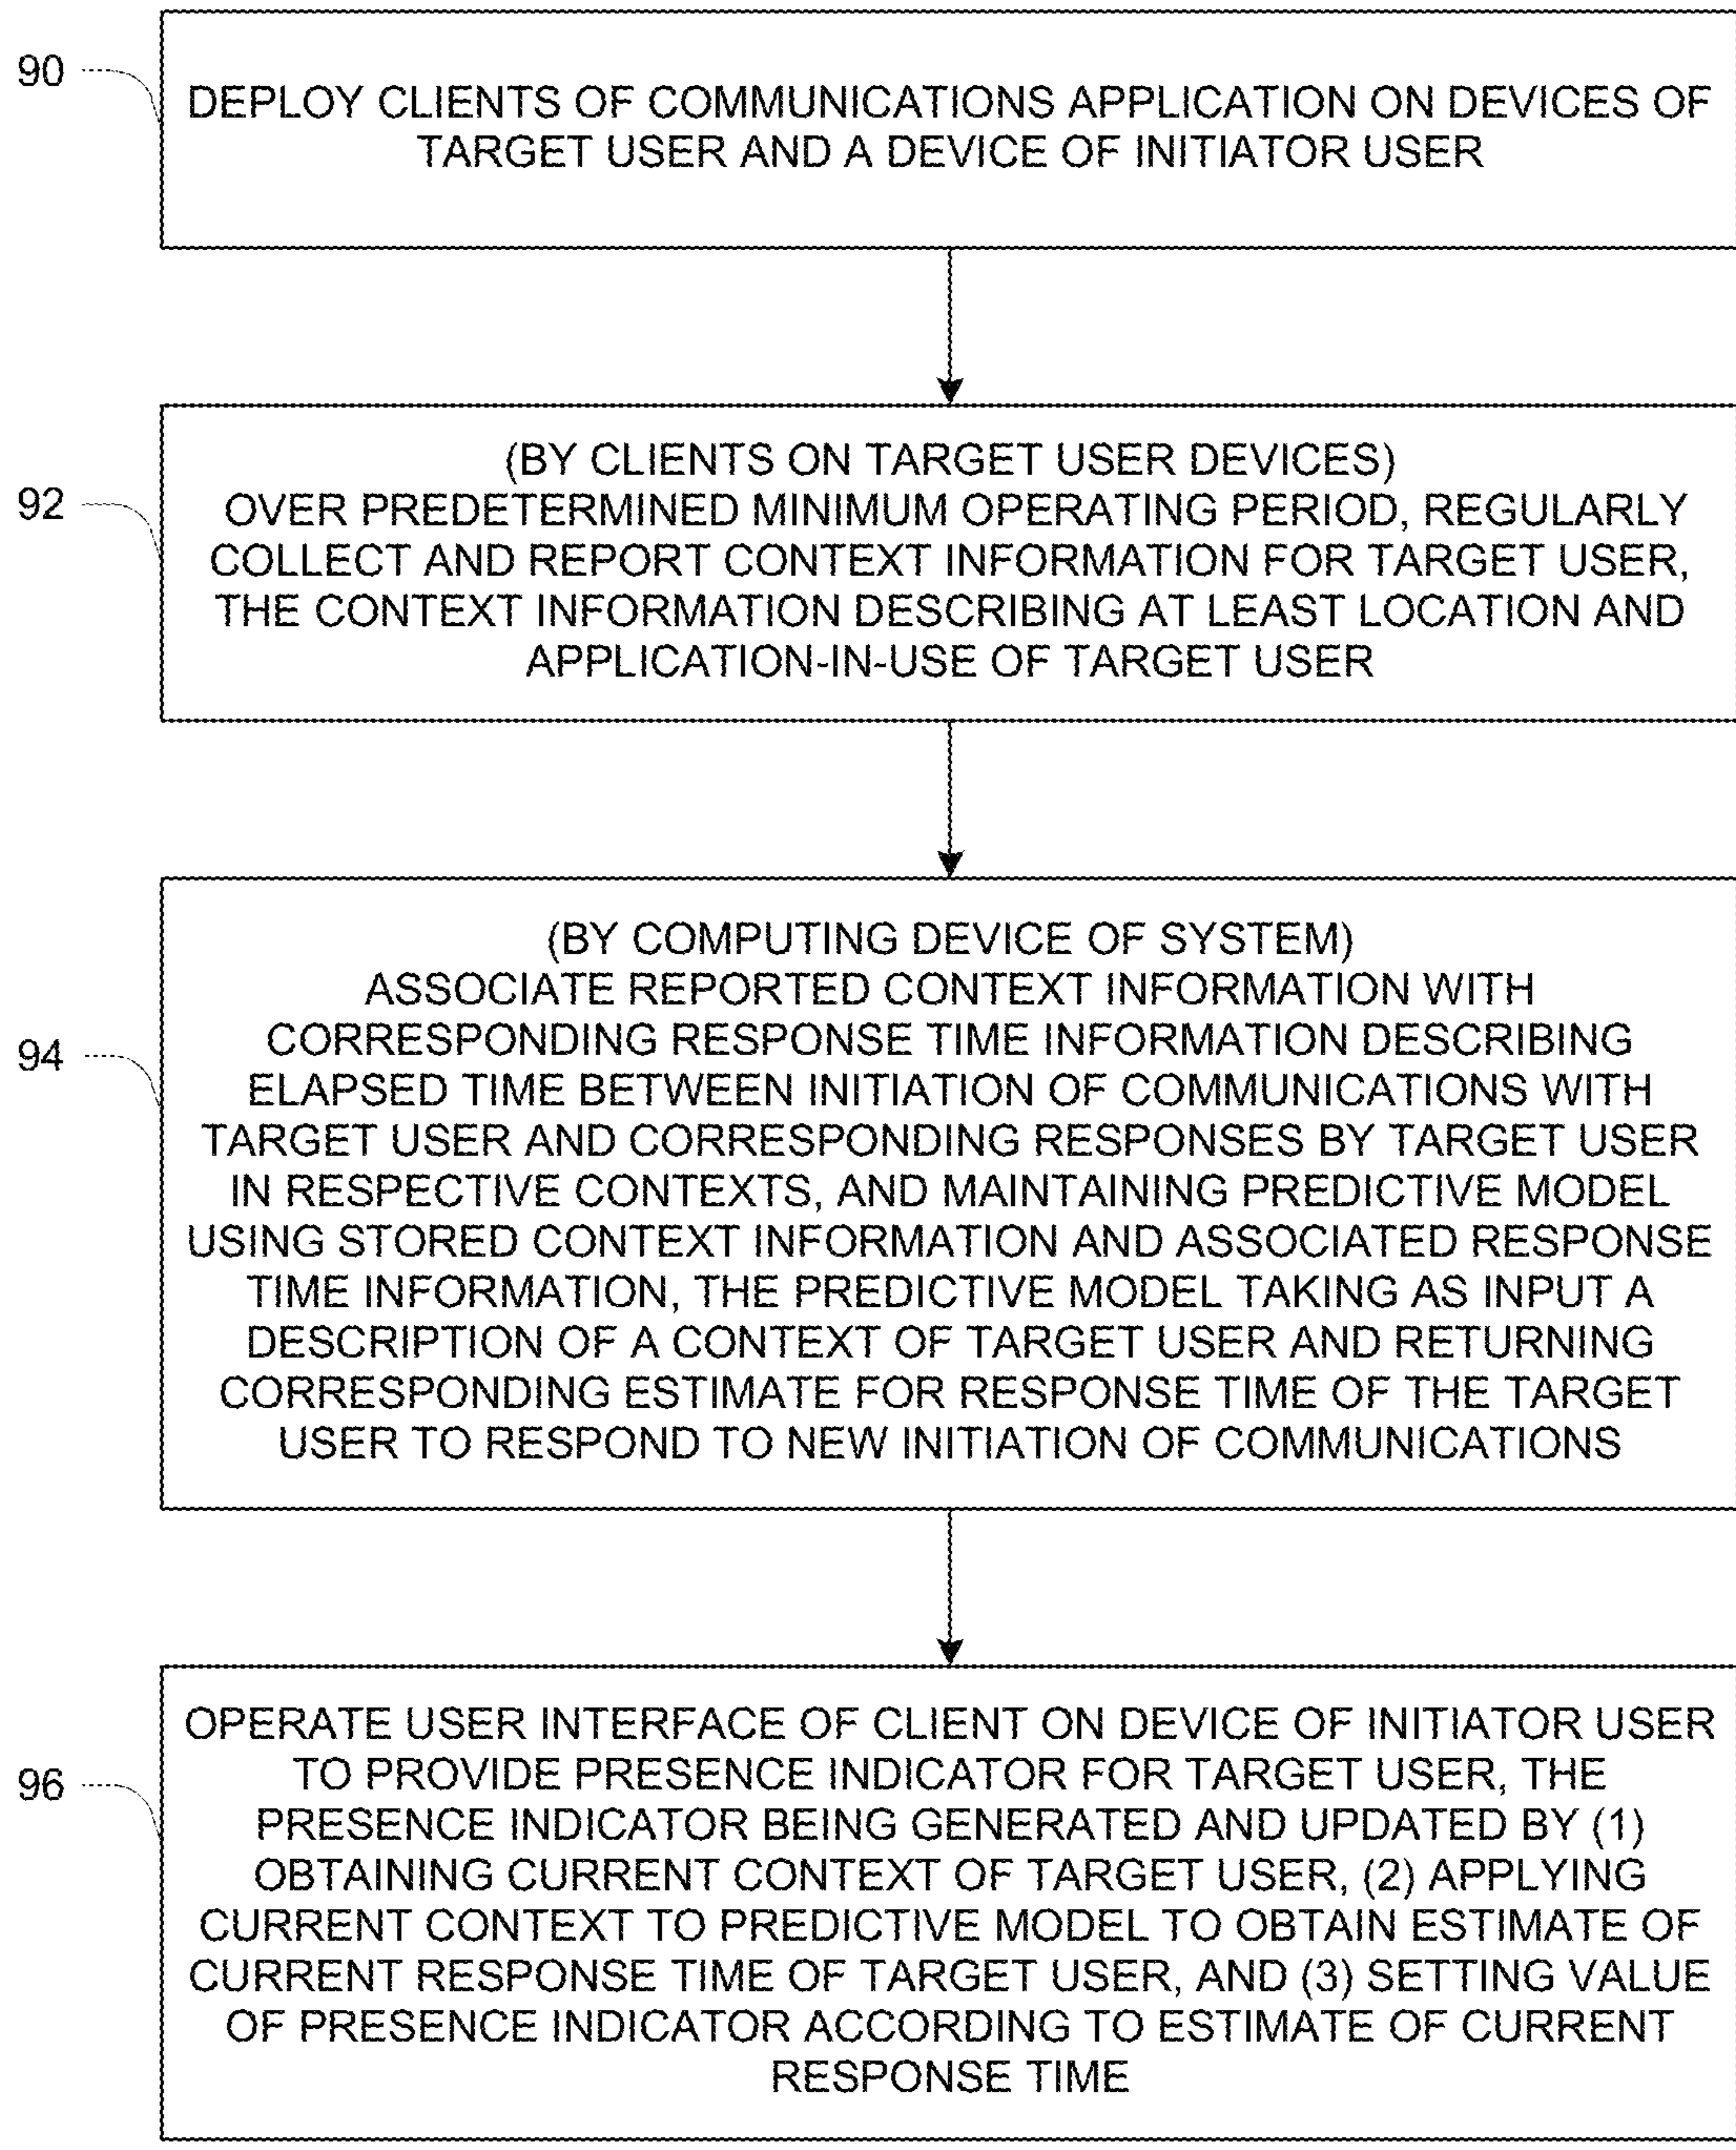 90
DEPLOY CLIENTS OF COMMUNICATIONS APPLICATION ON DEVICES OF
TARGET USER AND A DEVICE OF INITIATOR USER
92
(BY CLIENTS ON TARGET USER DEVICES)
OVER PREDETERMINED MINIMUM OPERATING PERIOD, REGULARLY
COLLECT AND REPORT CONTEXT INFORMATION FOR TARGET USER,
THE CONTEXT INFORMATION DESCRIBING AT LEAST LOCATION AND
APPLICATION-IN-USE OF TARGET USER
94
(BY COMPUTING DEVICE OF SYSTEM)
ASSOCIATE REPORTED CONTEXT INFORMATION WITH
CORRESPONDING RESPONSE TIME INFORMATION DESCRIBING
ELAPSED TIME BETWEEN INITIATION OF COMMUNICATIONS WITH
TARGET USER AND CORRESPONDING RESPONSES BY TARGET USER
IN RESPECTIVE CONTEXTS, AND MAINTAINING PREDICTIVE MODEL
USING STORED CONTEXT INFORMATION AND ASSOCIATED RESPONSE
TIME INFORMATION, THE PREDICTIVE MODEL TAKING AS INPUT A
DESCRIPTION OF A CONTEXT OF TARGET USER AND RETURNING
CORRESPONDING ESTIMATE FOR RESPONSE TIME OF THE TARGET
USER TO RESPOND TO NEW INITIATION OF COMMUNICATIONS
96
OPERATE USER INTERFACE OF CLIENT ON DEVICE OF INITIATOR USER
TO PROVIDE PRESENCE INDICATOR FOR TARGET USER, THE
PRESENCE INDICATOR BEING GENERATED AND UPDATED BY (1)
OBTAINING CURRENT CONTEXT OF TARGET USER, (2) APPLYING
CURRENT CONTEXT TO PREDICTIVE MODEL TO OBTAIN ESTIMATE OF
CURRENT RESPONSE TIME OF TARGET USER, AND (3) SETTING VALUE
OF PRESENCE INDICATOR ACCORDING TO ESTIMATE OF CURRENT
RESPONSE TIME